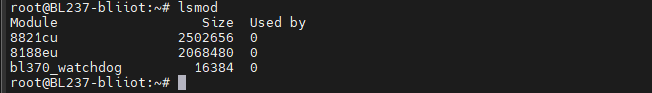 root@BL237-bliiot:~# lsmod
Module                  Size  Used by
8821cu               2502656  0
8188eu               2068480  0
bl370_watchdog         16384  0
root@BL237-bliiot:~#